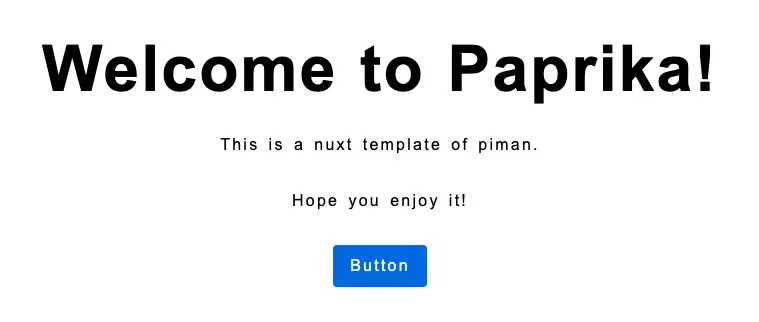 Welcome to Paprika!
This is a nuxt template of piman.
Hope you enjoy it!
Button